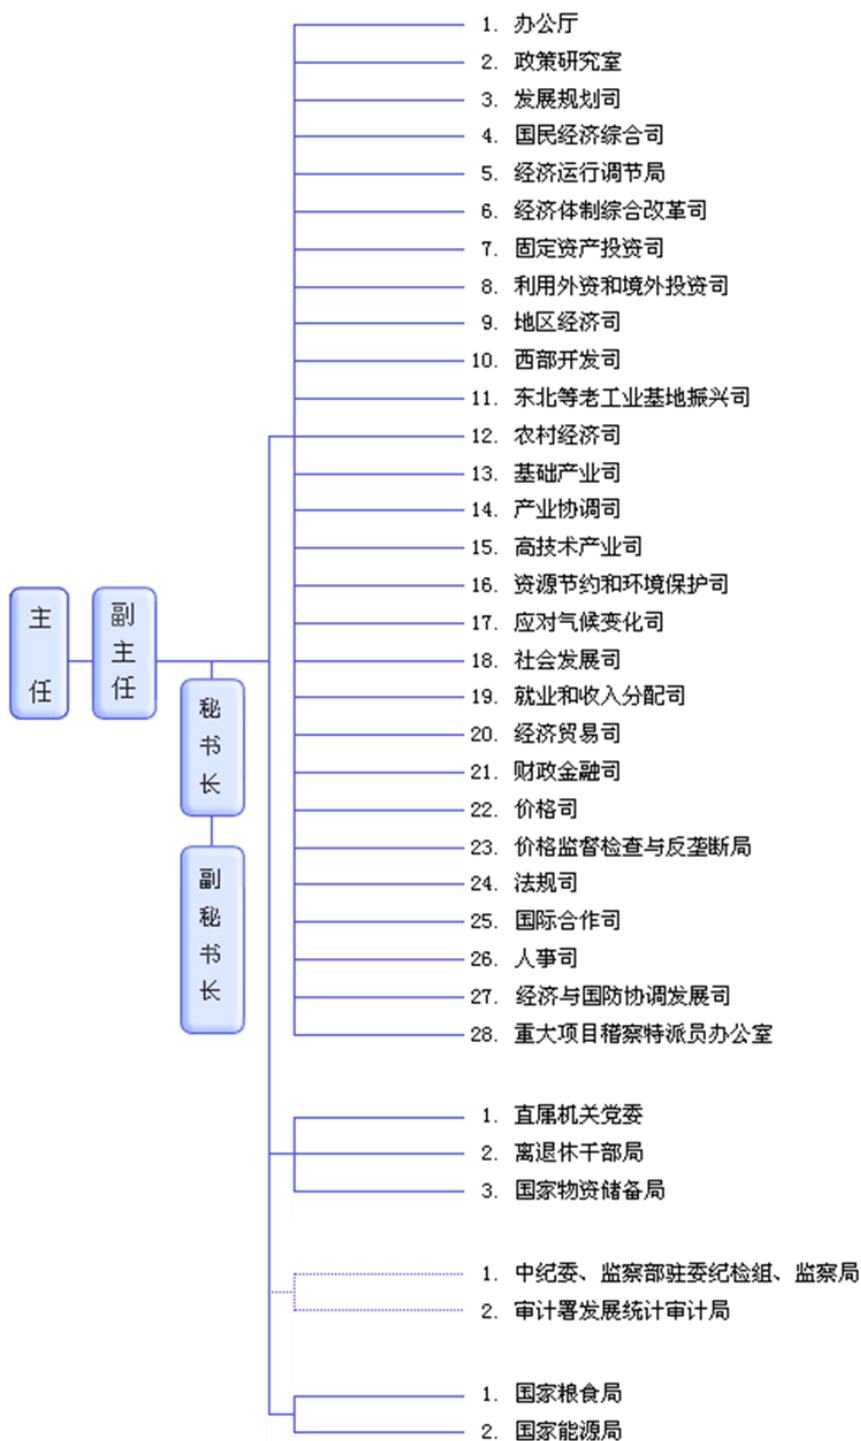 主任
副主任
秘书长
副秘书长
1. 办公厅
2. 政策研究室
3. 发展规划司
4. 国民经济综合司
5. 经济运行调节局
6. 经济体制综合改革司
7. 固定资产投资司
8. 利用外资和境外投资司
9. 地区经济司
10. 西部开发司
11. 东北等老工业基地振兴司
12. 农村经济司
13. 基础产业司
14. 产业协调司
15. 高技术产业司
16. 资源节约和环境保护司
17. 应对气候变化司
18. 社会发展司
19. 就业和收入分配司
20. 经济贸易司
21. 财政金融司
22. 价格司
23. 价格监督检查与反垄断局
24. 法规司
25. 国际合作司
26. 人事司
27. 经济与国防协调发展司
28. 重大项目稽察特派员办公室
1. 直属机关党委
2. 离退休干部局
3. 国家物资储备局
1. 中纪委、监察部驻委纪检组、监察局
2. 审计署发展统计审计局
1. 国家粮食局
2. 国家能源局